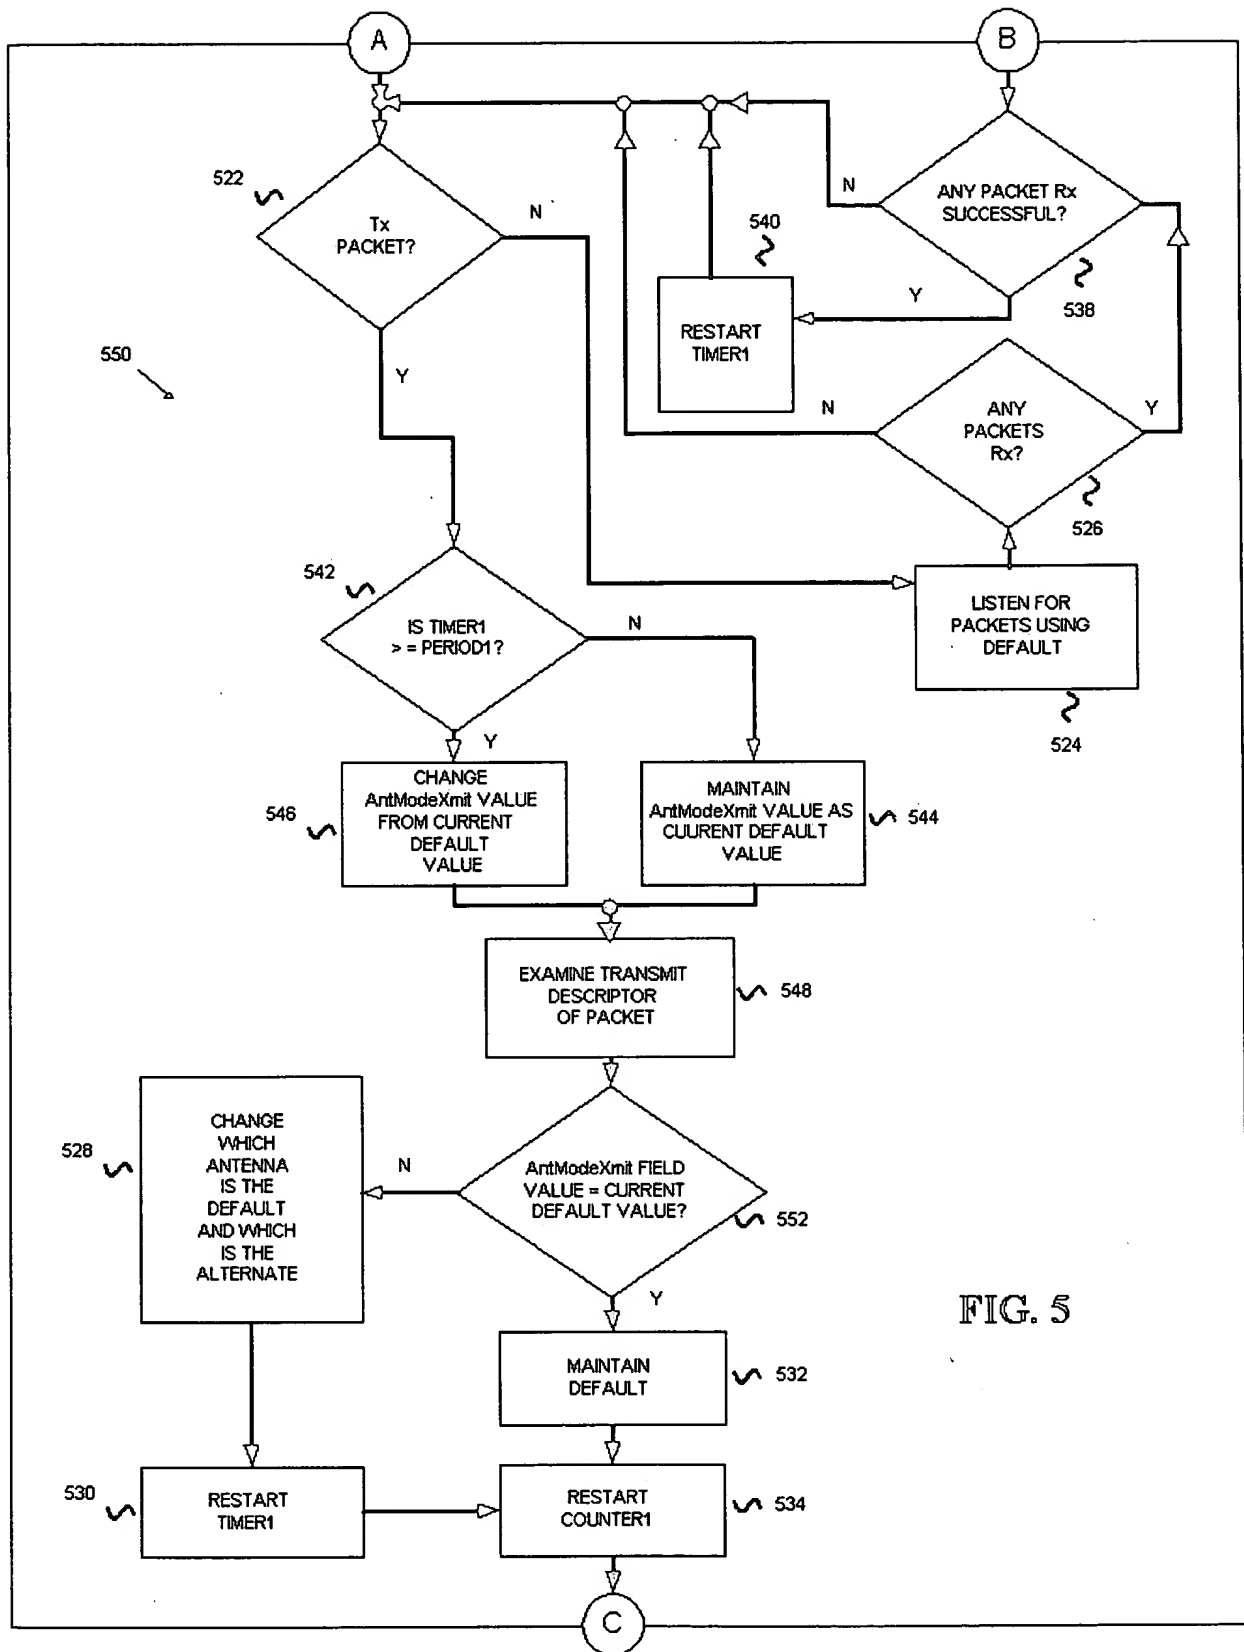 A
B
522
Tx
PACKET?
N
Y
550
ANY PACKET Rx
SUCCESSFUL?
N
Y
538
540
RESTART
TIMER1
ANY
PACKETS
Rx?
N
Y
526
LISTEN FOR
PACKETS USING
DEFAULT
524
542
IS TIMER1
> = PERIOD1?
N
Y
546
CHANGE
AntModeXmit VALUE
FROM CURRENT
DEFAULT
VALUE
MAINTAIN
AntModeXmit VALUE AS
CUURENT DEFAULT
VALUE
544
EXAMINE TRANSMIT
DESCRIPTOR
OF PACKET
548
528
CHANGE
WHICH
ANTENNA
IS THE
DEFAULT
AND WHICH
IS THE
ALTERNATE
N
AntModeXmit FIELD
VALUE = CURRENT
DEFAULT VALUE?
552
Y
FIG. 5
MAINTAIN
DEFAULT
532
530
RESTART
TIMER1
RESTART
COUNTER1
534
C